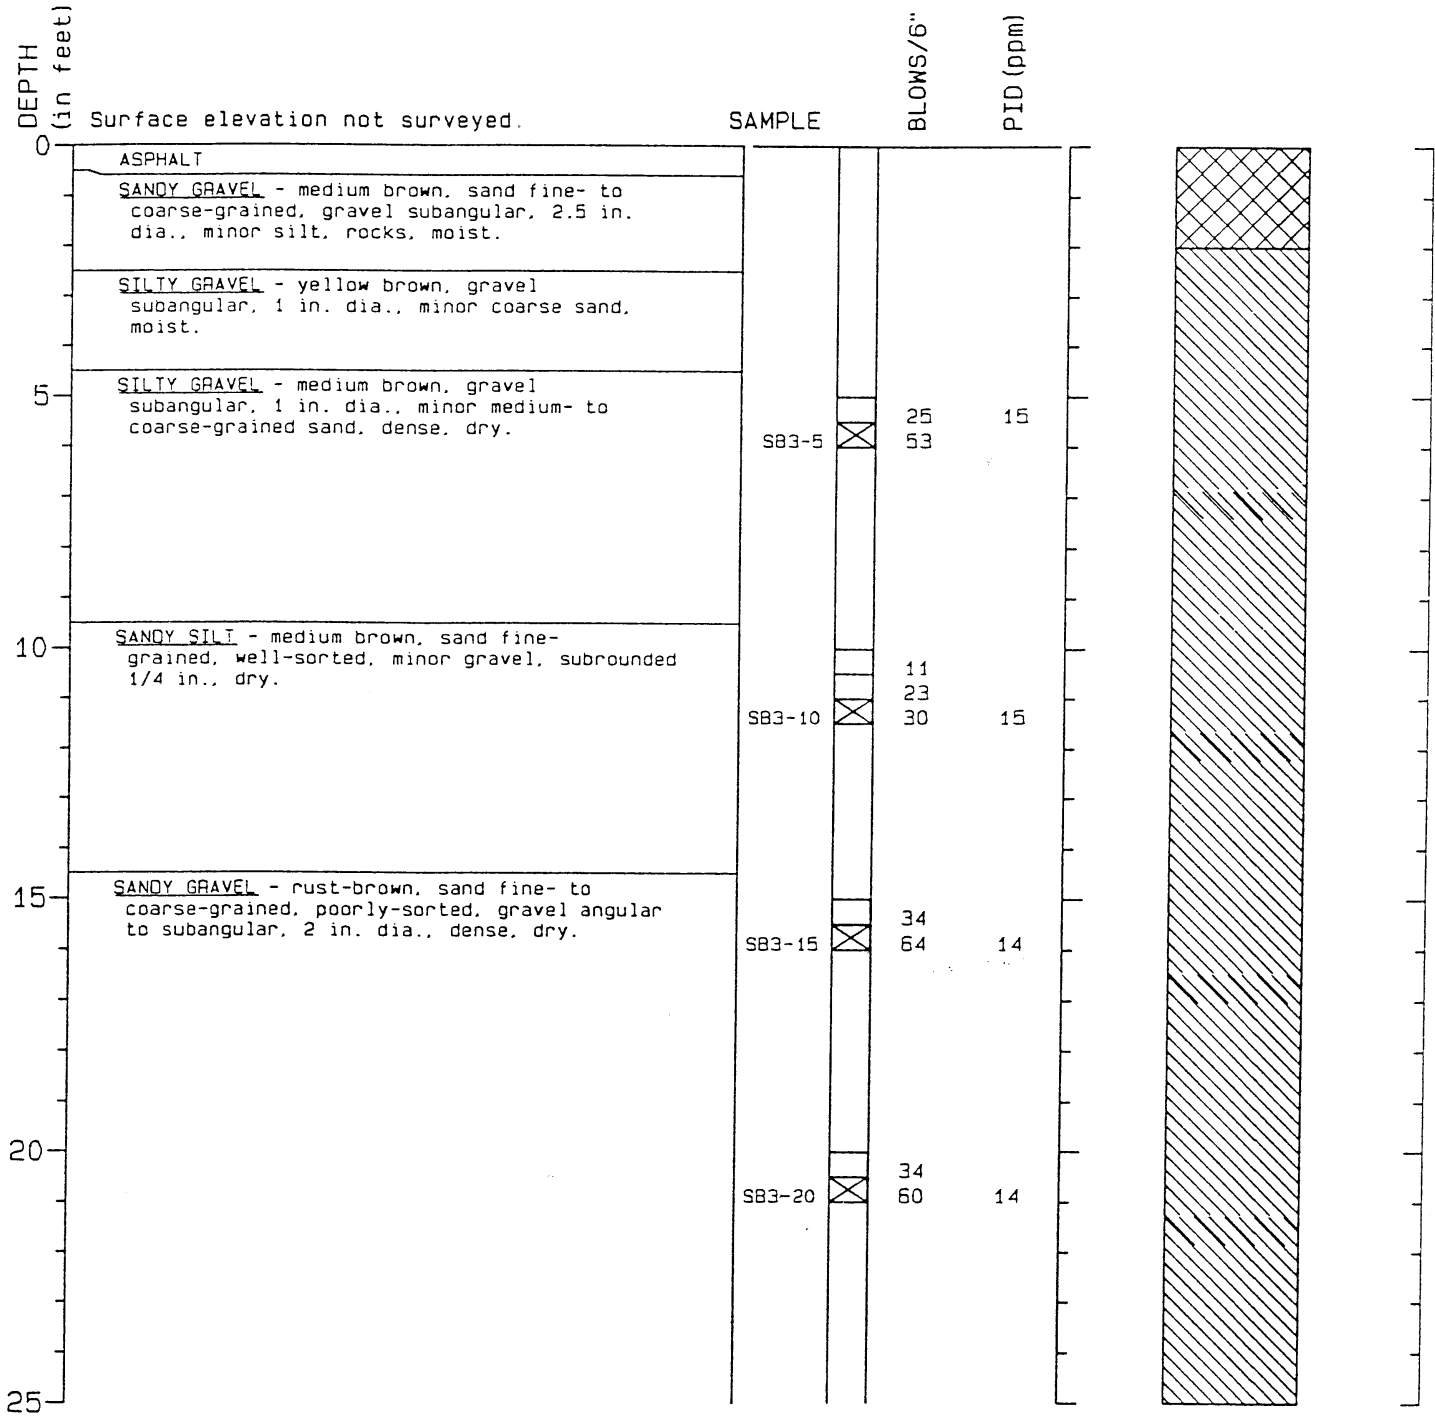 DEPTH
(in feet)
Surface elevation not surveyed.
SAMPLE
BLOWS/6"
PID (ppm)
0
ASPHALT
SANDY GRAVEL - medium brown, sand fine- to
coarse-grained, gravel subangular, 2.5 in.
dia., minor silt, rocks, moist.
SILTY GRAVEL - yellow brown, gravel
subangular, 1 in. dia., minor coarse sand,
moist.
5
SILTY GRAVEL - medium brown, gravel
subangular, 1 in. dia., minor medium- to
coarse-grained sand, dense, dry.
25 15
SB3-5 53
10
SANDY SILT - medium brown, sand fine-
grained, well-sorted, minor gravel, subrounded
1/4 in., dry.
11
23
SB3-10 30 15
15
SANDY GRAVEL - rust-brown, sand fine- to
coarse-grained, poorly-sorted, gravel angular
to subangular, 2 in. dia., dense, dry.
34
SB3-15 64 14
20
34
SB3-20 60 14
25